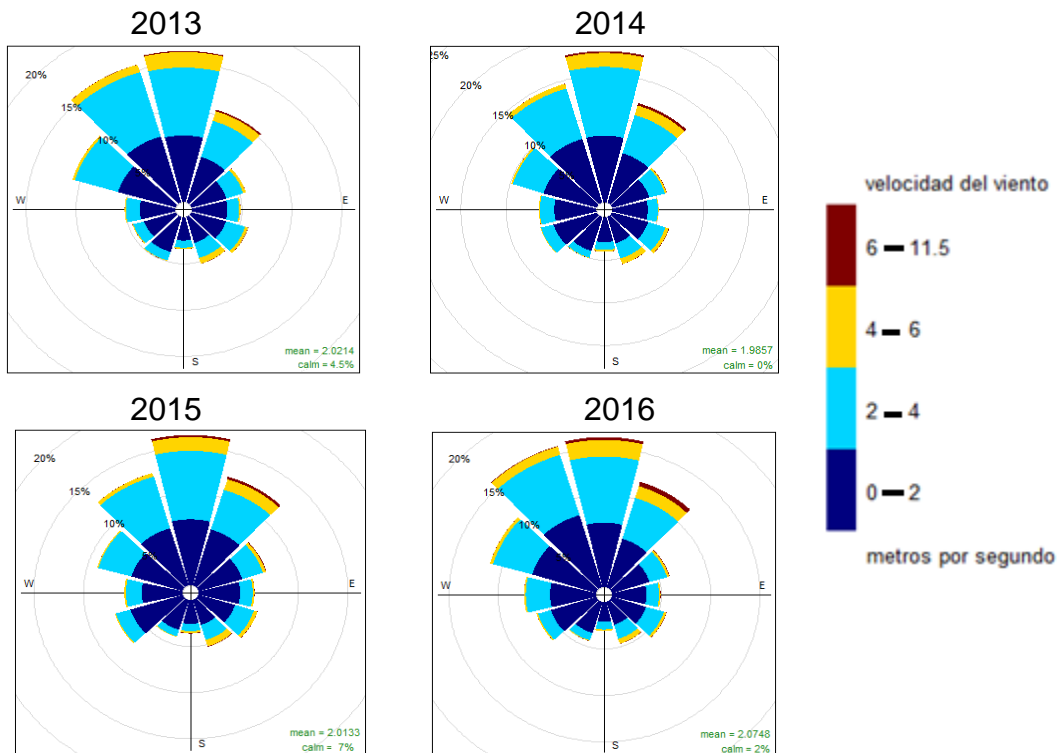 2013
20%
15%
10%
W
E
S
mean = 2.0214
calm = 4.5%
2014
25%
20%
15%
10%
W
E
mean = 1.9857
calm = 0%
velocidad del viento
6 — 11.5
4 — 6
2 — 4
0 — 2
metros por segundo
2015
20%
15%
10%
W
E
S
mean = 2.0133
calm = 7%
2016
20%
15%
10%
W
E
S
mean = 2.0748
calm = 2%